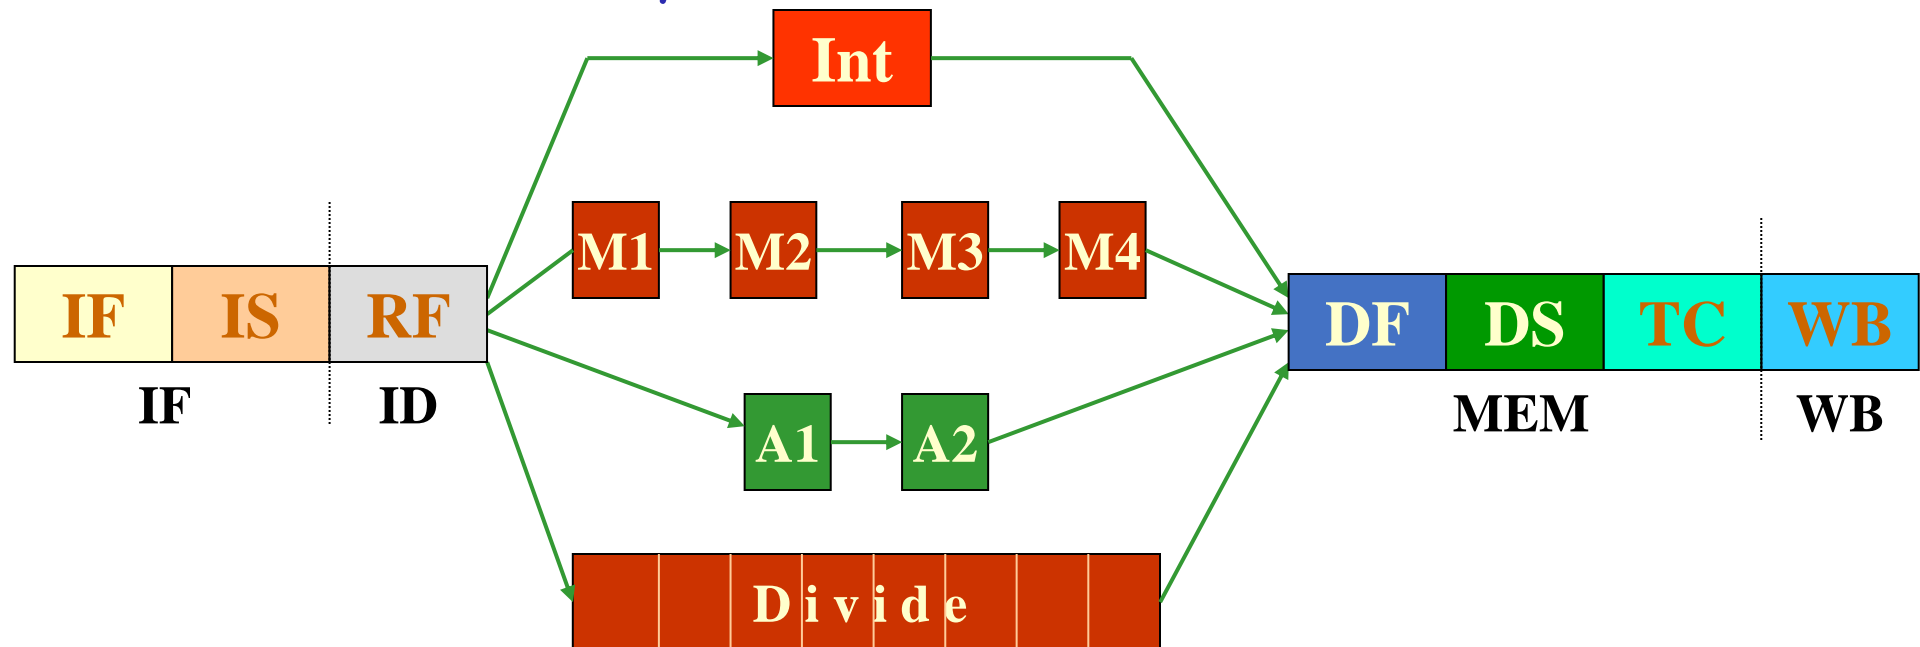 Int
M1 M2 M3 M4
IF IS RF
DF DS TC WB
IF ID
MEM WB
A1 A2
Divide